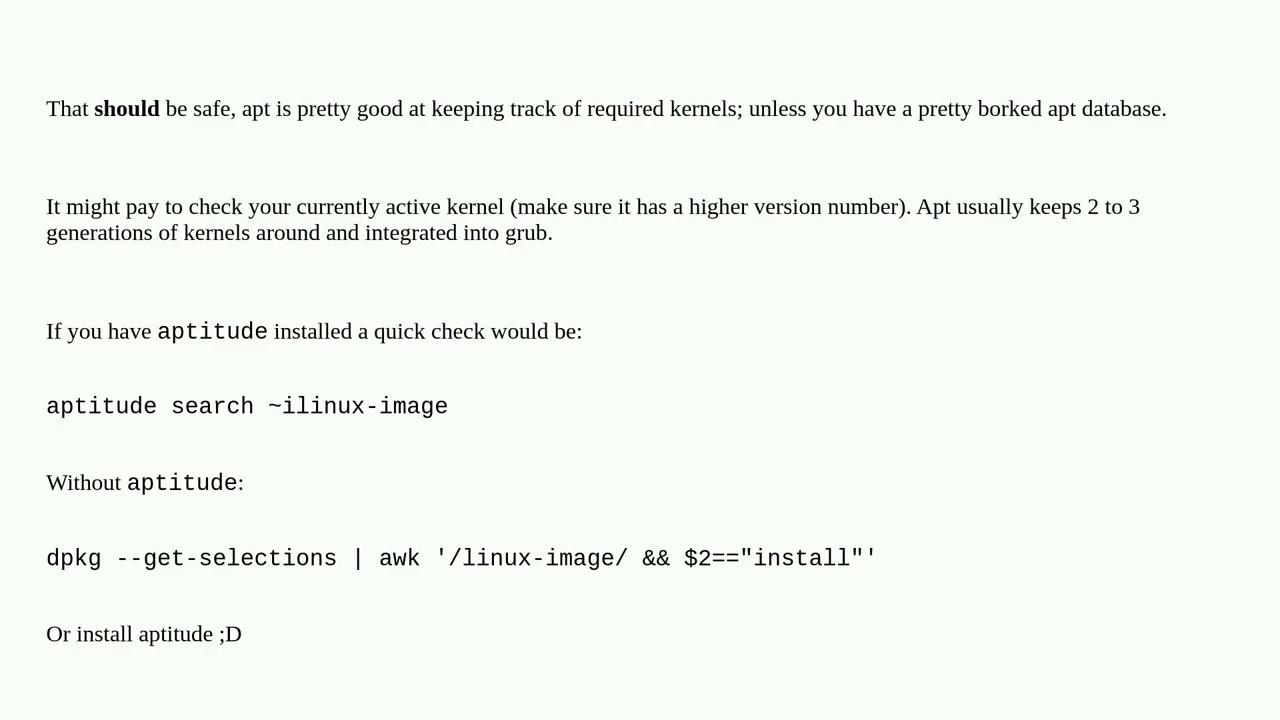 That should be safe, apt is pretty good at keeping track of required kernels; unless you have a pretty borked apt database.
It might pay to check your currently active kernel (make sure it has a higher version number). Apt usually keeps 2 to 3
generations of kernels around and integrated into grub.
If you have aptitude installed a quick check would be:
aptitude search ~ilinux-image
Without aptitude:
dpkg --get-selections | awk '/linux-image/ && $2=="install"'
Or install aptitude ;D